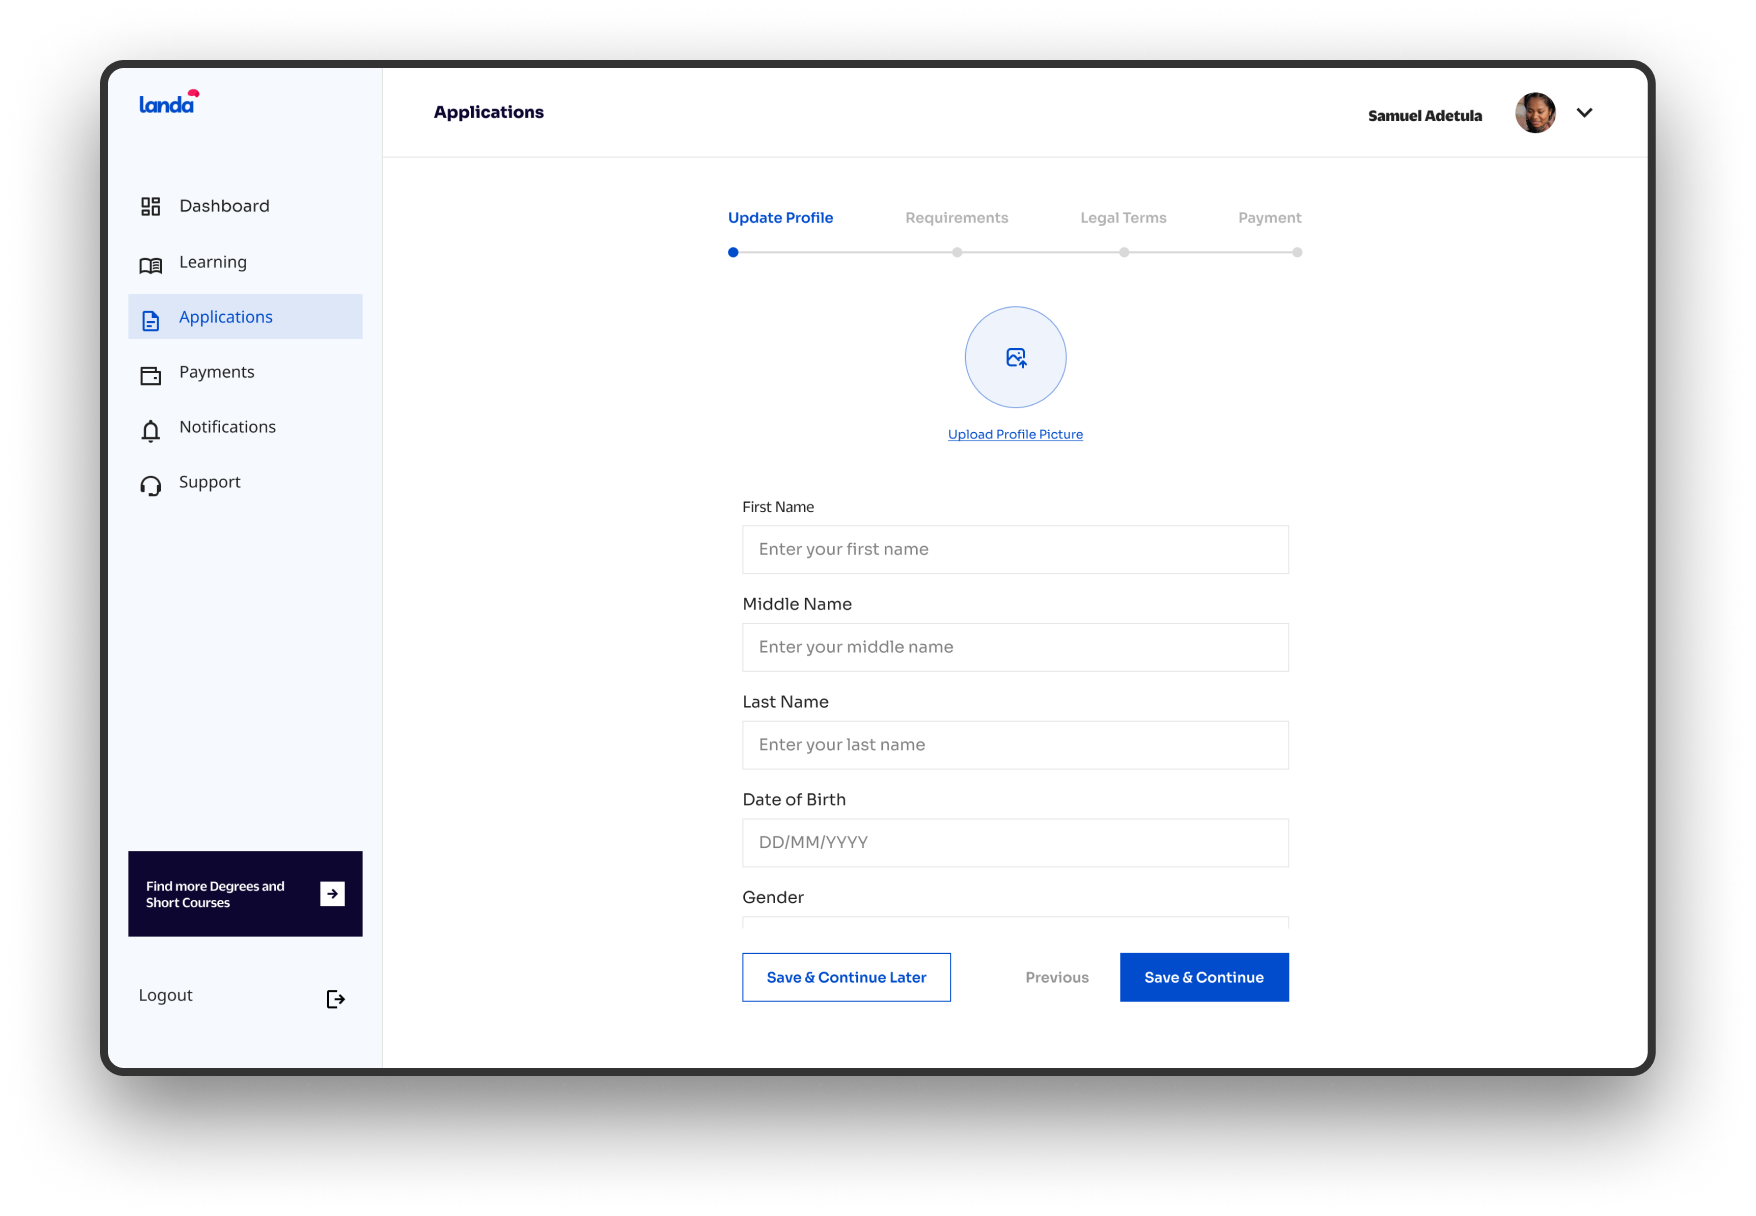 landa
Applications
Samuel Adetula
Dashboard
Learning
Applications
Payments
Notifications
Support
Find more Degrees and
Short Courses
Logout
Update Profile
Requirements
Legal Terms
Payment
Upload Profile Picture
First Name
Enter your first name
Middle Name
Enter your middle name
Last Name
Enter your last name
Date of Birth
DD/MM/YYYY
Gender
Save & Continue Later
Previous
Save & Continue